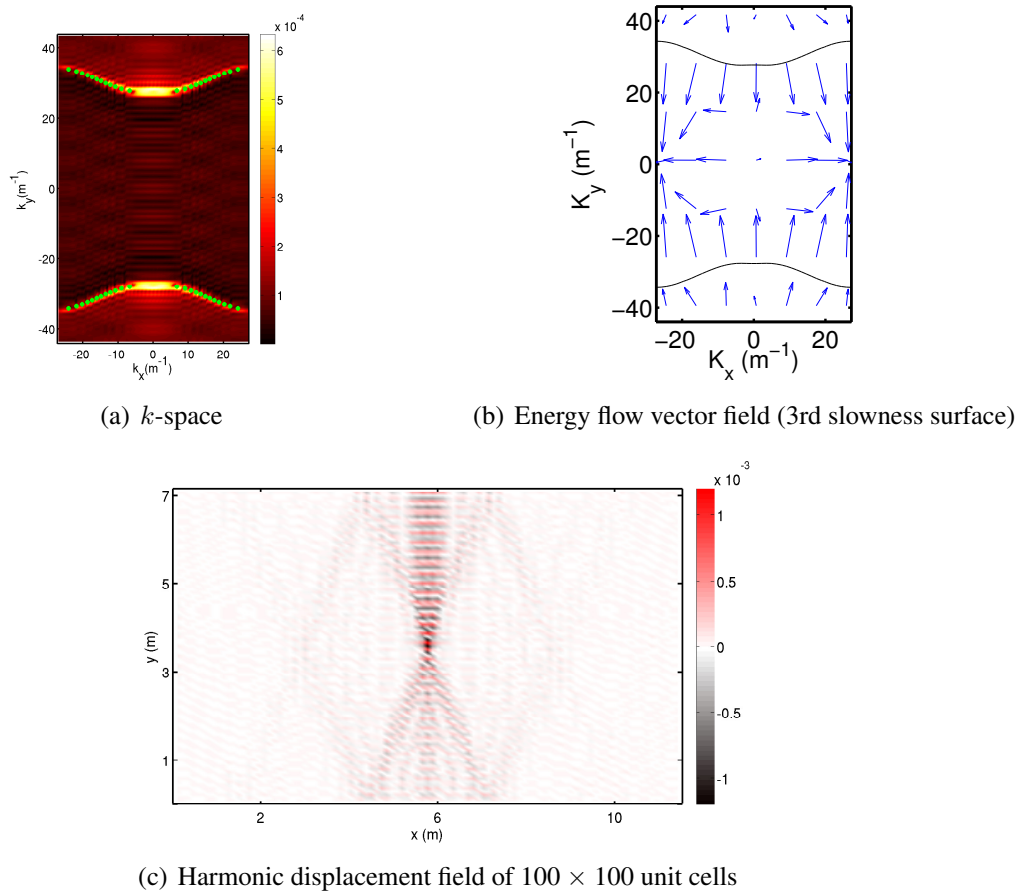 x 10⁻⁴
40
20
0
-20
-40
k_y(m⁻¹)
-20 -10 0 10 20
k_x(m⁻¹)
6
5
4
3
2
1
40
20
0
−20
−40
K_y (m⁻¹)
−20 0 20
K_x (m⁻¹)
(a) k-space
(b) Energy flow vector field (3rd slowness surface)
x 10⁻³
7
5
3
1
y (m)
2 6 10
x (m)
1
0.5
0
-0.5
-1
(c) Harmonic displacement field of 100 × 100 unit cells